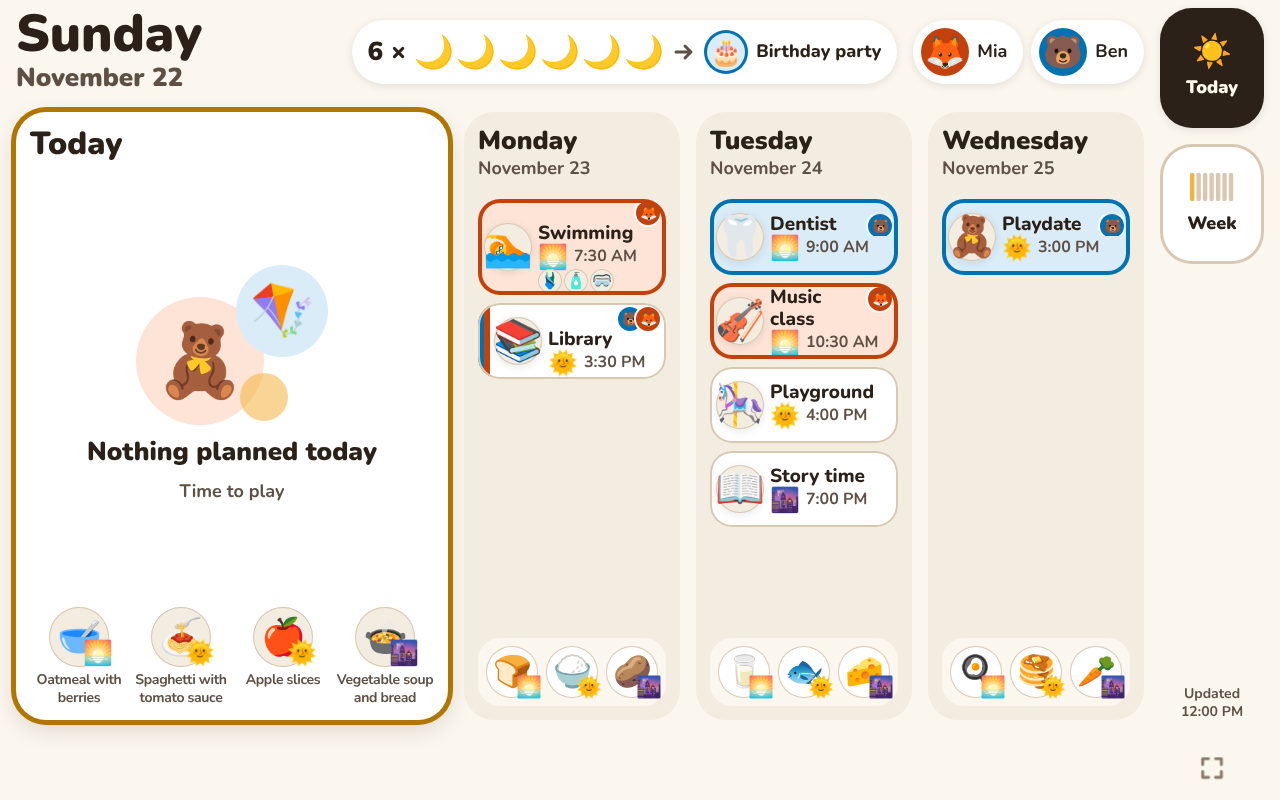 Sunday
November 22
6 ×
Birthday party
Mia
Ben
Today
Week
Today
Nothing planned today
Time to play
Oatmeal with
berries
Spaghetti with
tomato sauce
Apple slices
Vegetable soup
and bread
Monday
November 23
Swimming
7:30 AM
Library
3:30 PM
Tuesday
November 24
Dentist
9:00 AM
Music
class
10:30 AM
Playground
4:00 PM
Story time
7:00 PM
Wednesday
November 25
Playdate
3:00 PM
Updated
12:00 PM